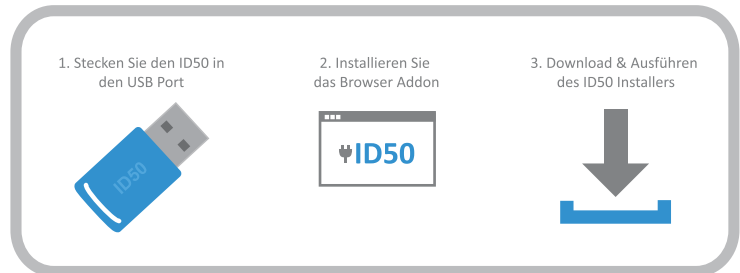 1. Stecken Sie den ID50 in
den USB Port
2. Installieren Sie
das Browser Addon
3. Download & Ausführen
des ID50 Installers
ID50
ID50